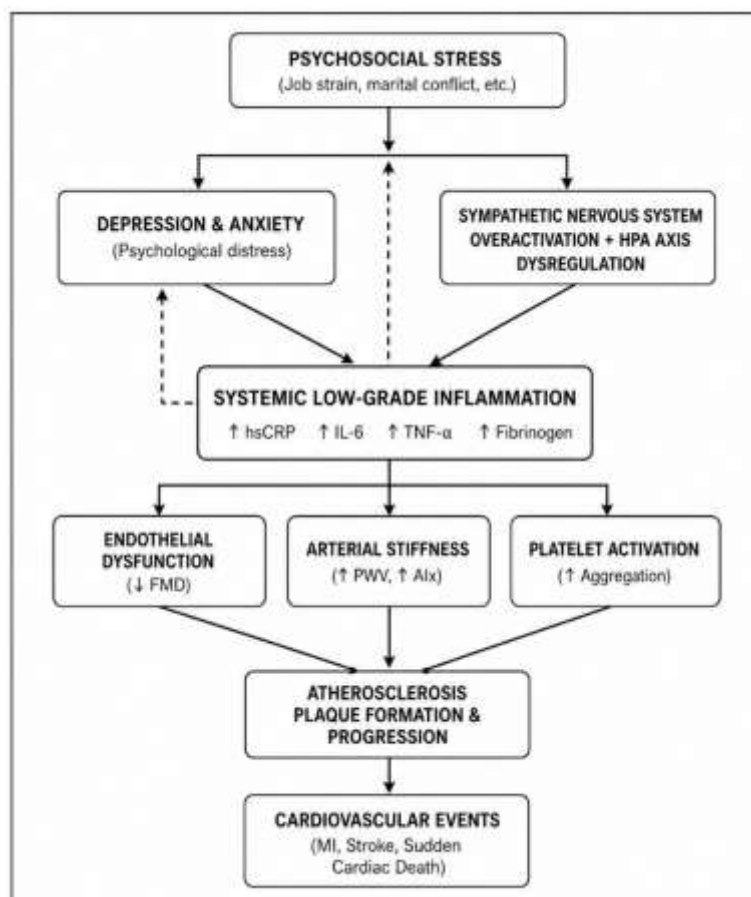 PSYCHOSOCIAL STRESS
(Job strain, marital conflict, etc.)
DEPRESSION & ANXIETY
(Psychological distress)
SYMPATHETIC NERVOUS SYSTEM
OVERACTIVATION + HPA AXIS
DYSREGULATION
SYSTEMIC LOW-GRADE INFLAMMATION
↑ hsCRP ↑ IL-6 ↑ TNF-α ↑ Fibrinogen
ENDOTHELIAL
DYSFUNCTION
(↓ FMD)
ARTERIAL STIFFNESS
(↑ PWV, ↑ AIx)
PLATELET ACTIVATION
(↑ Aggregation)
ATHEROSCLEROSIS
PLAQUE FORMATION &
PROGRESSION
CARDIOVASCULAR EVENTS
(MI, Stroke, Sudden
Cardiac Death)